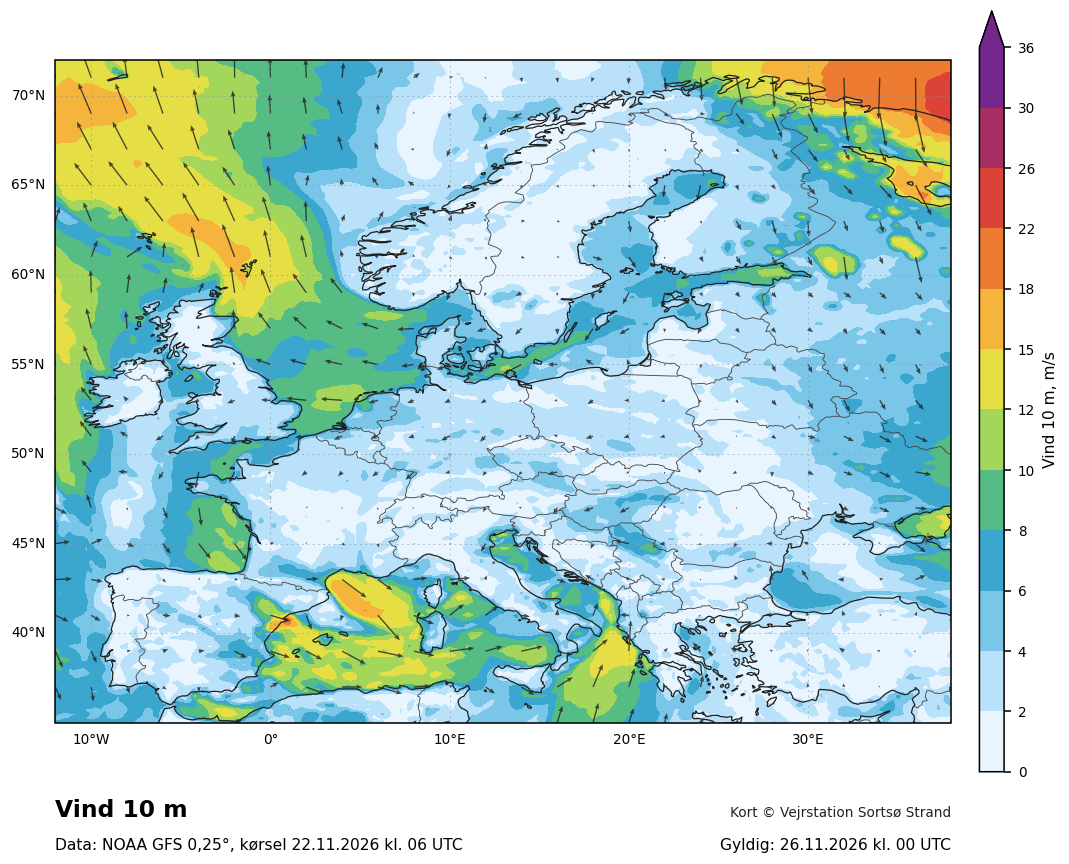 36
30
26
22
18
15
12
10
8
6
4
2
0
Vind 10 m, m/s
70°N
65°N
60°N
55°N
50°N
45°N
40°N
10°W
0°
10°E
20°E
30°E
Vind 10 m
Kort © Vejrstation Sortsø Strand
Data: NOAA GFS 0,25°, kørsel 22.11.2026 kl. 06 UTC
Gyldig: 26.11.2026 kl. 00 UTC